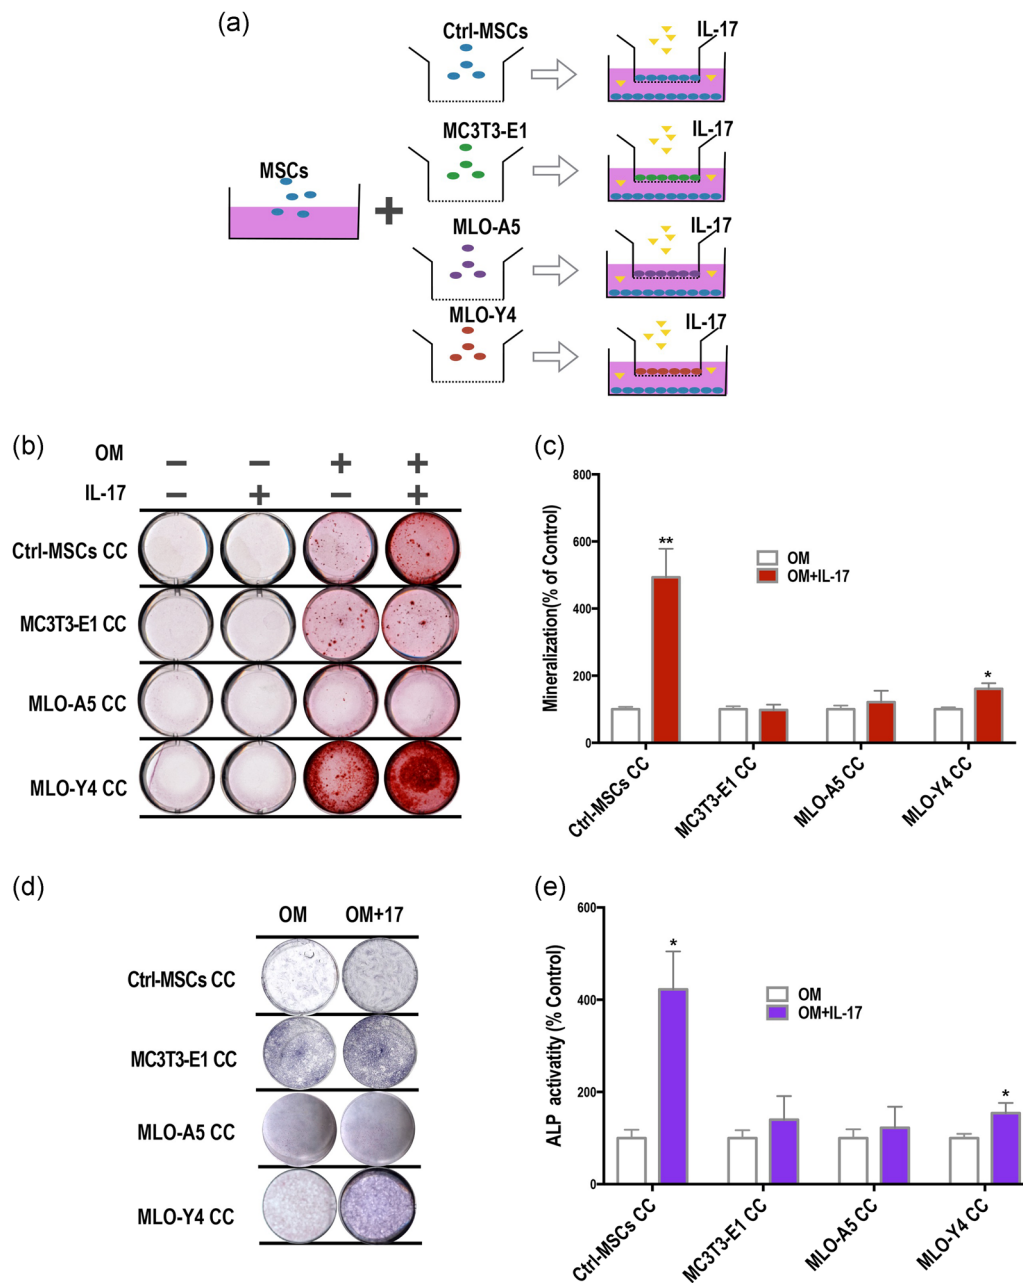 (a)
Ctrl-MSCs
IL-17
MC3T3-E1
IL-17
MSCs
MLO-A5
IL-17
MLO-Y4
IL-17
(b)
OM − − + +
IL-17 − + − +
Ctrl-MSCs CC
MC3T3-E1 CC
MLO-A5 CC
MLO-Y4 CC
(c)
Mineralization(% of Control)
800
600
400
200
0
**
*
OM
OM+IL-17
Ctrl-MSCs CC
MC3T3-E1 CC
MLO-A5 CC
MLO-Y4 CC
(d)
OM OM+17
Ctrl-MSCs CC
MC3T3-E1 CC
MLO-A5 CC
MLO-Y4 CC
(e)
ALP activatity (% Control)
600
400
200
0
*
*
OM
OM+IL-17
Ctrl-MSCs CC
MC3T3-E1 CC
MLO-A5 CC
MLO-Y4 CC